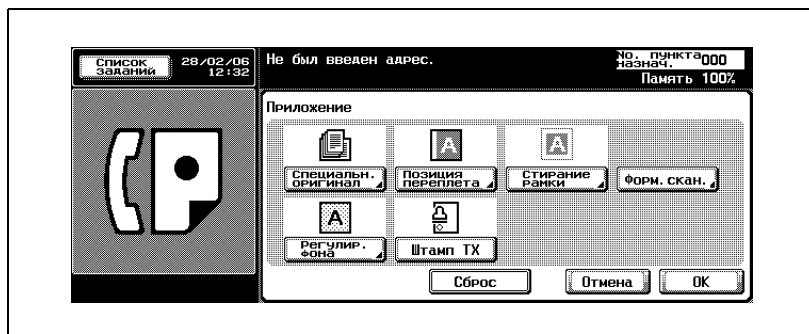 Список заданий
28/02/06
12:32
Не был введен адрес.
No. пункта назнач. 000
Память 100%
Приложение
A
A
Специальн. оригинал
Позиция переплета
Стирание рамки
Форм. скан.
A
Регулир. фона
Штамп TX
Сброс
Отмена
OK